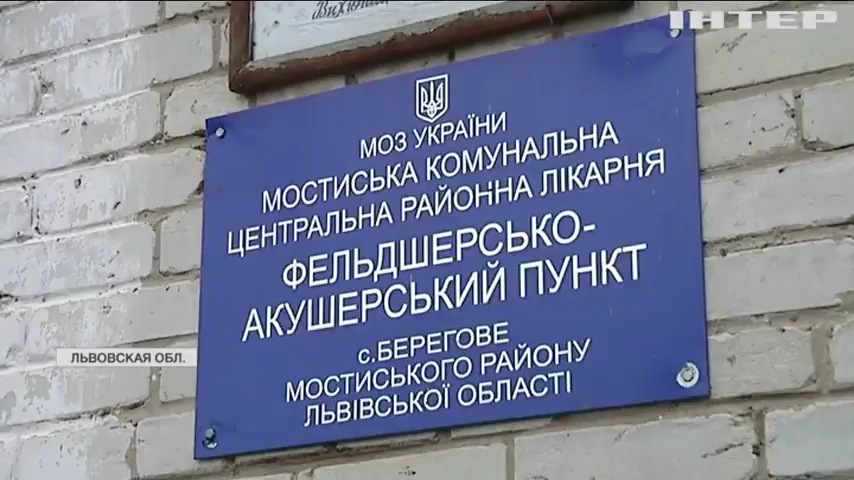 ІНТЕР
МОЗ УКРАЇНИ
МОСТИСЬКА КОМУНАЛЬНА
ЦЕНТРАЛЬНА РАЙОННА ЛІКАРНЯ
ФЕЛЬДШЕРСЬКО-
АКУШЕРСЬКИЙ ПУНКТ
с.БЕРЕГОВЕ
МОСТИСЬКОГО РАЙОНУ
ЛЬВІВСЬКОЇ ОБЛАСТІ
ЛЬВОВСКАЯ ОБЛ.